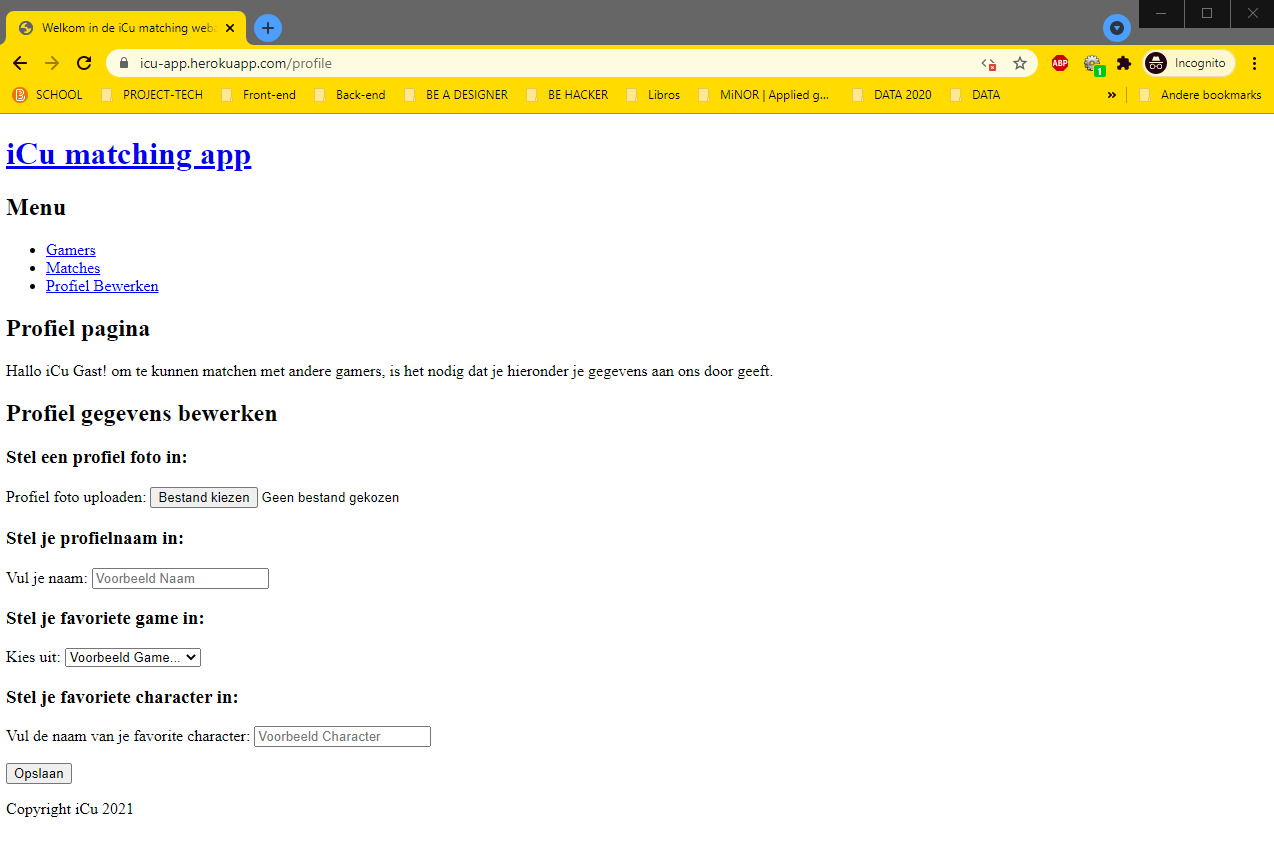 Welkom in de iCu matching weba
icu-app.herokuapp.com/profile
ABP
1
Incognito
SCHOOL PROJECT-TECH Front-end Back-end BE A DESIGNER BE HACKER Libros MiNOR | Applied g... DATA 2020 DATA » Andere bookmarks
iCu matching app
Menu
Gamers
Matches
Profiel Bewerken
Profiel pagina
Hallo iCu Gast! om te kunnen matchen met andere gamers, is het nodig dat je hieronder je gegevens aan ons door geeft.
Profiel gegevens bewerken
Stel een profiel foto in:
Profiel foto uploaden: Bestand kiezen Geen bestand gekozen
Stel je profielnaam in:
Vul je naam: Voorbeeld Naam
Stel je favoriete game in:
Kies uit: Voorbeeld Game...
Stel je favoriete character in:
Vul de naam van je favorite character: Voorbeeld Character
Opslaan
Copyright iCu 2021